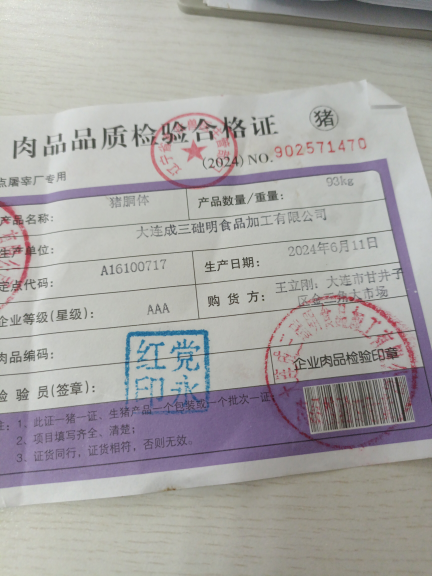 肉品品质检验合格证 猪
(2024) NO.902571470
点屠宰厂专用
产品名称: 猪胴体 产品数量/重量: 93kg
生产单位: 大连成三础明食品加工有限公司
定点代码: A16100717 生产日期: 2024年6月11日
企业等级(星级): AAA 购货方: 王立刚: 大连市甘井子
大市场
肉品编码: 企业肉品检验印章
检验员(签章): 红党印永
注: 1、此证一猪一证、生猪产品一个包装或一个批次一证;
2、项目填写齐全、清楚;
3、证货同行, 证货相符, 否则无效。